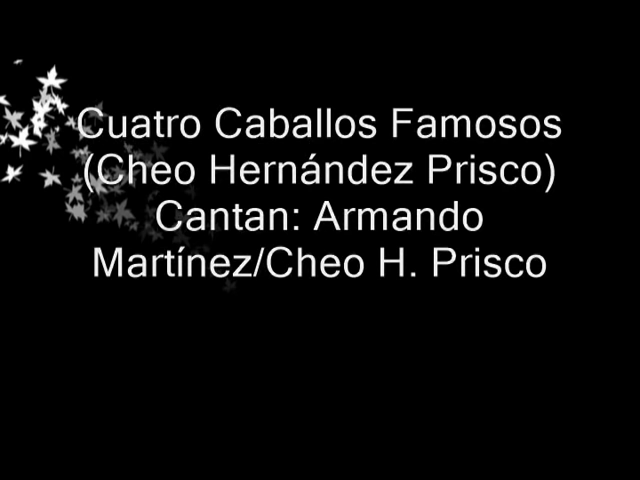 Cuatro Caballos Famosos
(Cheo Hernández Prisco)
Cantan: Armando
Martínez/Cheo H. Prisco